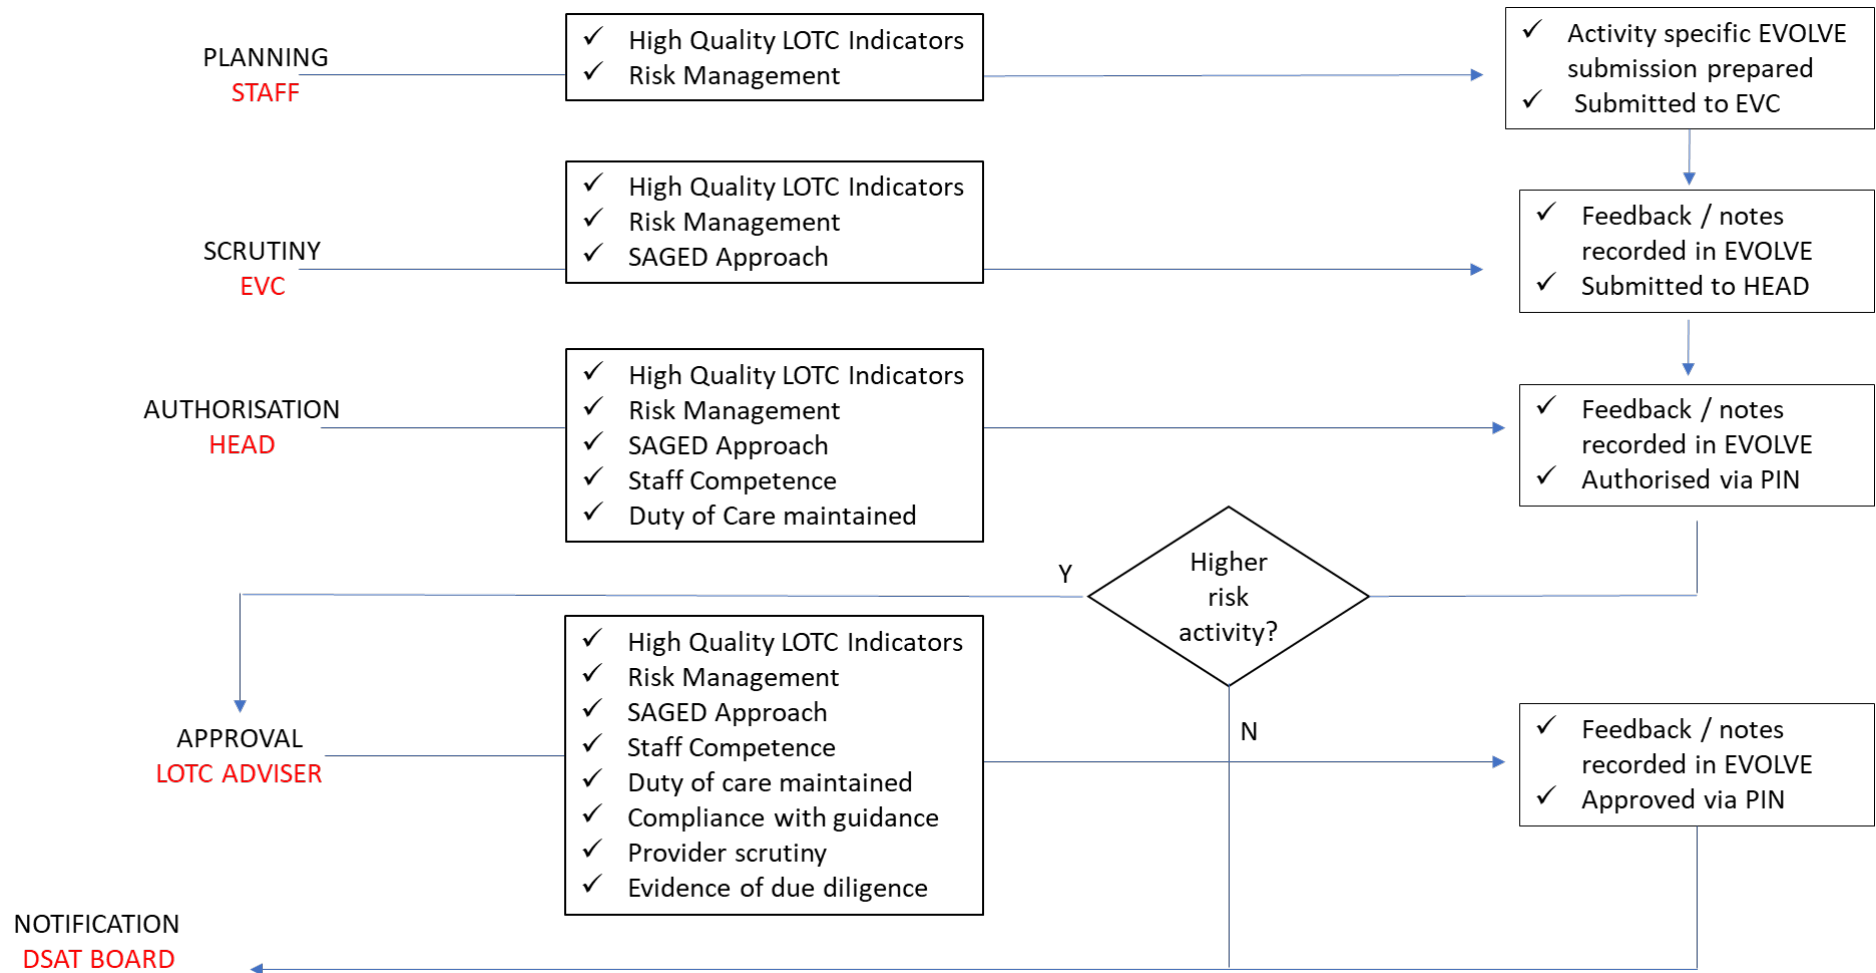 PLANNING
STAFF
✓ High Quality LOTC Indicators
✓ Risk Management
✓ Activity specific EVOLVE
submission prepared
✓ Submitted to EVC
SCRUTINY
EVC
✓ High Quality LOTC Indicators
✓ Risk Management
✓ SAGED Approach
✓ Feedback / notes
recorded in EVOLVE
✓ Submitted to HEAD
AUTHORISATION
HEAD
✓ High Quality LOTC Indicators
✓ Risk Management
✓ SAGED Approach
✓ Staff Competence
✓ Duty of Care maintained
✓ Feedback / notes
recorded in EVOLVE
✓ Authorised via PIN
Higher
risk
activity?
Y
N
APPROVAL
LOTC ADVISER
✓ High Quality LOTC Indicators
✓ Risk Management
✓ SAGED Approach
✓ Staff Competence
✓ Duty of care maintained
✓ Compliance with guidance
✓ Provider scrutiny
✓ Evidence of due diligence
✓ Feedback / notes
recorded in EVOLVE
✓ Approved via PIN
NOTIFICATION
DSAT BOARD